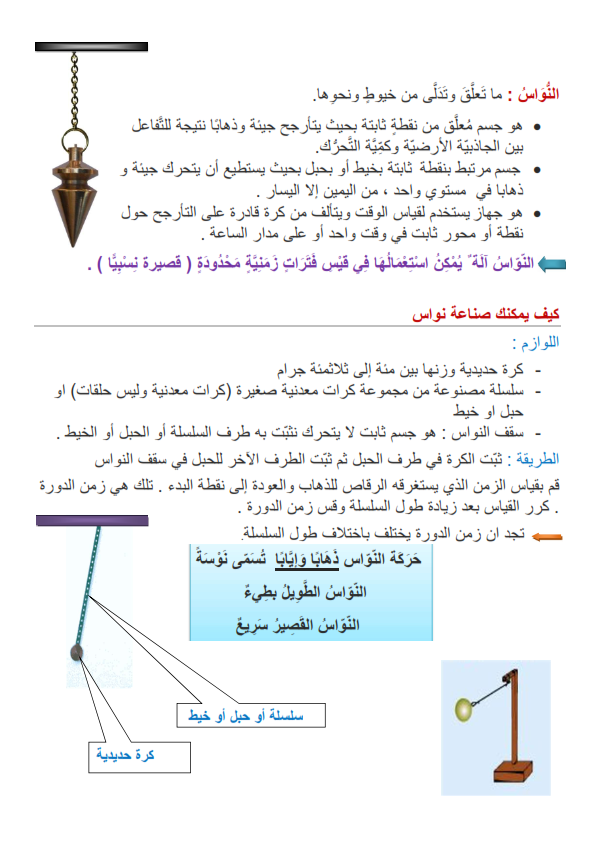 النُّوَاسُ : ما تَعلَّقَ وتَدَلَّى من خيوطٍ ونحوِها.
• هو جسم مُعلَّق من نقطةٍ ثابتة بحيث يتأرجح جيئة وذهابًا نتيجة للتَّفاعل
بين الجاذبيّة الأرضيّة وكمِّيَّة التَّحرُّك.
• جسم مرتبط بنقطة ثابتة بخيط أو بحبل بحيث يستطيع أن يتحرك جيئة و
ذهابا في مستوي واحد ، من اليمين إلا اليسار .
• هو جهاز يستخدم لقياس الوقت ويتألف من كرة قادرة على التأرجح حول
نقطة أو محور ثابت في وقت واحد أو على مدار الساعة .
النّوّاسُ آلَةٌ يُمْكِنُ اسْتِعْمَالُهَا فِي قَيْسِ فَتَرَاتٍ زَمَنِيَّةٍ مَحْدُودَةٍ ( قصيرة نِسْبِيًّا ) .
كيف يمكنك صناعة نواس
اللوازم :
- كرة حديدية وزنها بين مئة إلى ثلاثمئة جرام
- سلسلة مصنوعة من مجموعة كرات معدنية صغيرة (كرات معدنية وليس حلقات) او
حبل او خيط
- سقف النواس : هو جسم ثابت لا يتحرك نثبّت به طرف السلسلة أو الحبل أو الخيط .
الطريقة : ثبّت الكرة في طرف الحبل ثم ثبّت الطرف الآخر للحبل في سقف النواس
قم بقياس الزمن الذي يستغرقه الرقاص للذهاب والعودة إلى نقطة البدء . تلك هي زمن الدورة
. كرر القياس بعد زيادة طول السلسلة وقس زمن الدورة .
تجد ان زمن الدورة يختلف باختلاف طول السلسلة.
حَرَكَة النّوّاس ذَهَابًا وَإِيَّابًا تُسَمّى نَوْسَةً
النّوّاسُ الطَّوِيلُ بطِيءٌ
النّوّاسُ القَصِيرُ سَرِيعٌ
سلسلة أو حبل أو خيط
كرة حديدية